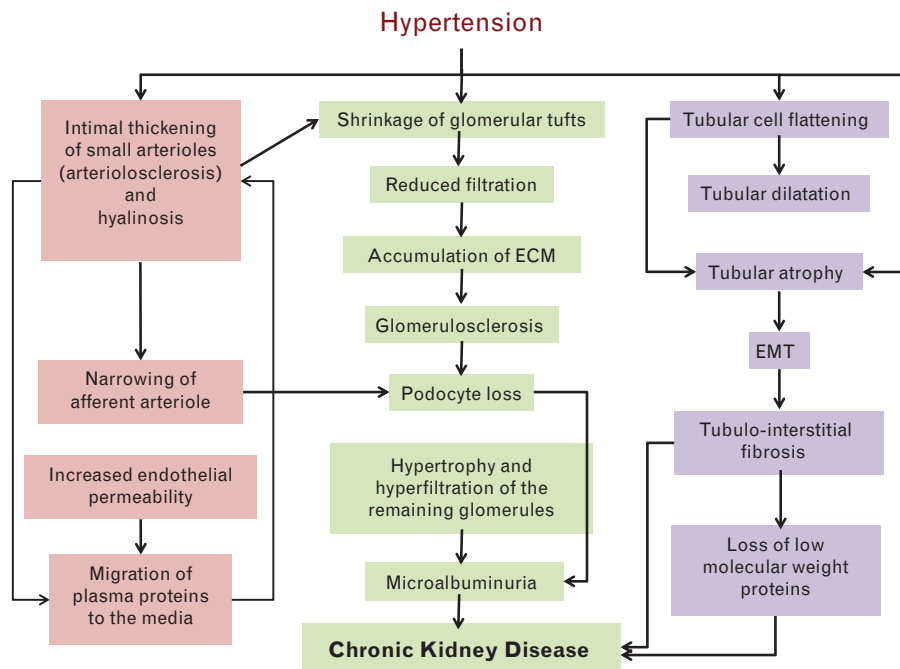 Hypertension
Intimal thickening
of small arterioles
(arteriolosclerosis)
and
hyalinosis
Narrowing of
afferent arteriole
Increased endothelial
permeability
Migration of
plasma proteins
to the media
Shrinkage of glomerular tufts
Reduced filtration
Accumulation of ECM
Glomerulosclerosis
Podocyte loss
Hypertrophy and
hyperfiltration of the
remaining glomerules
Microalbuminuria
Chronic Kidney Disease
Tubular cell flattening
Tubular dilatation
Tubular atrophy
EMT
Tubulo-interstitial
fibrosis
Loss of low
molecular weight
proteins